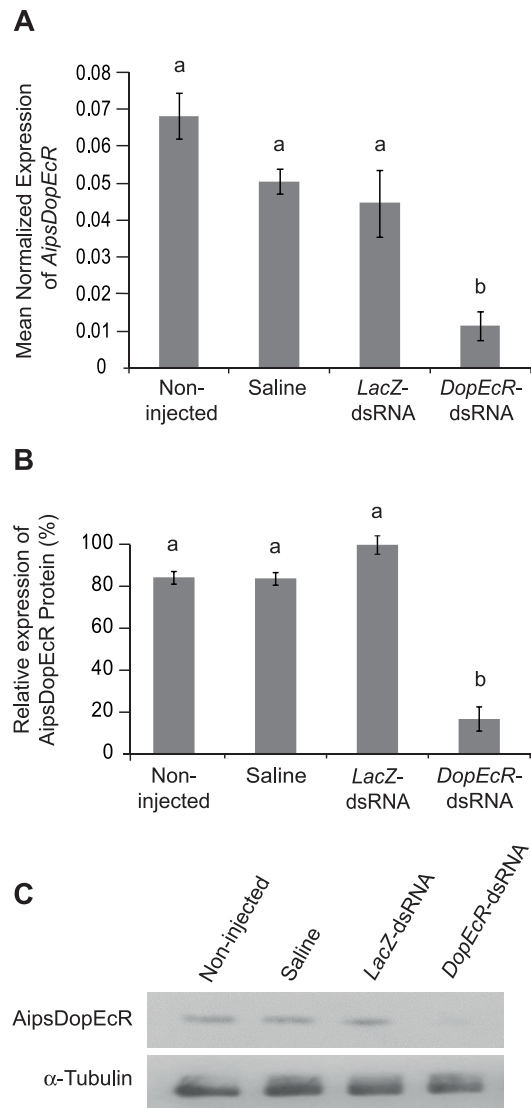 A
Mean Normalized Expression
of AipsDopEcR
0.08
0.07
0.06
0.05
0.04
0.03
0.02
0.01
0
a
a
a
b
Non-
injected
Saline
LacZ-
dsRNA
DopEcR-
dsRNA
B
Relative expression of
AipsDopEcR Protein (%)
100
80
60
40
20
0
a
a
a
b
Non-
injected
Saline
LacZ-
dsRNA
DopEcR-
dsRNA
C
Non-injected
Saline
LacZ-dsRNA
DopEcR-dsRNA
AipsDopEcR
α-Tubulin